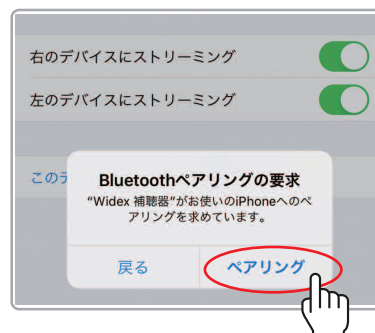 右のデバイスにストリーミング
左のデバイスにストリーミング
このデ
Bluetoothペアリングの要求
“Widex 補聴器”がお使いのiPhoneへのペ
アリングを求めています。
戻る
ペアリング